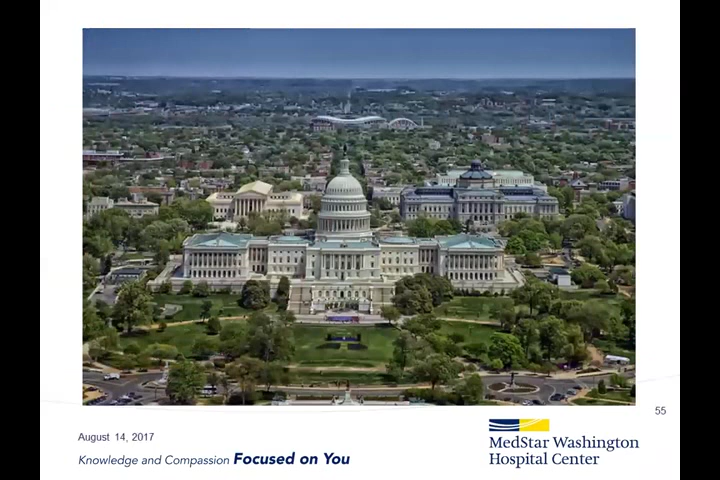 55
August 14, 2017
Knowledge and Compassion Focused on You
MedStar Washington
Hospital Center